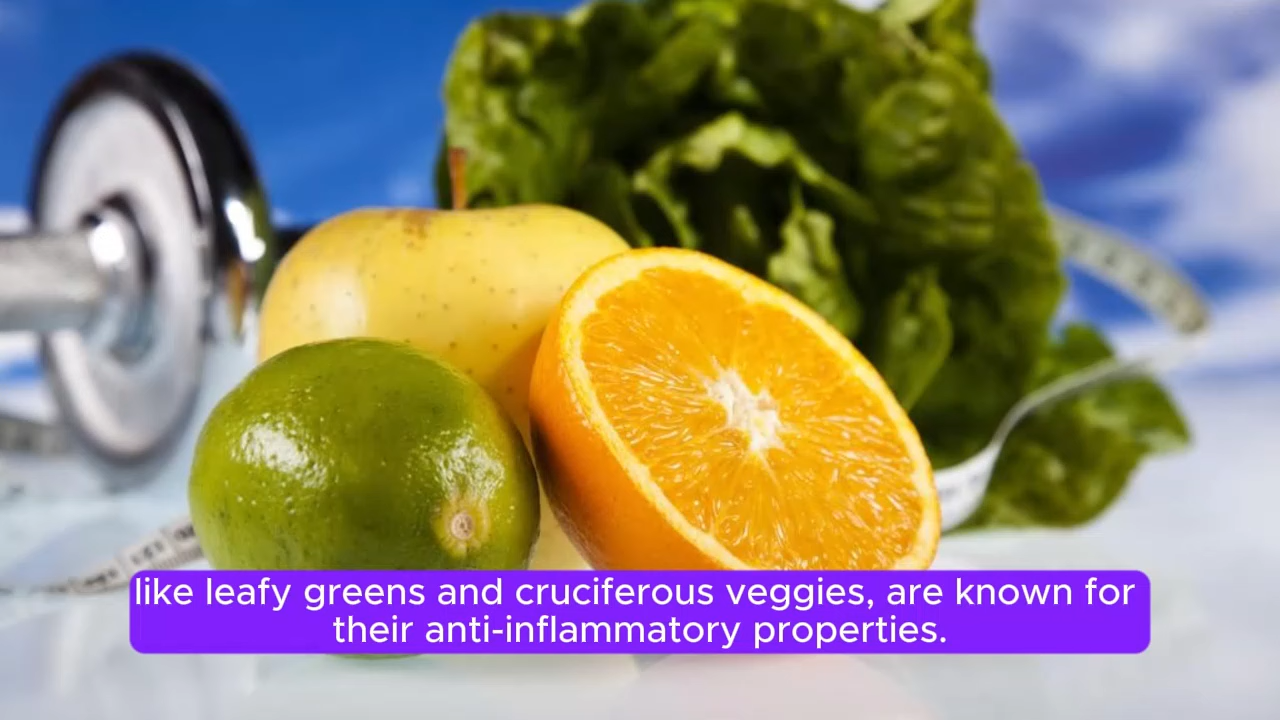 like leafy greens and cruciferous veggies, are known for
their anti-inflammatory properties.